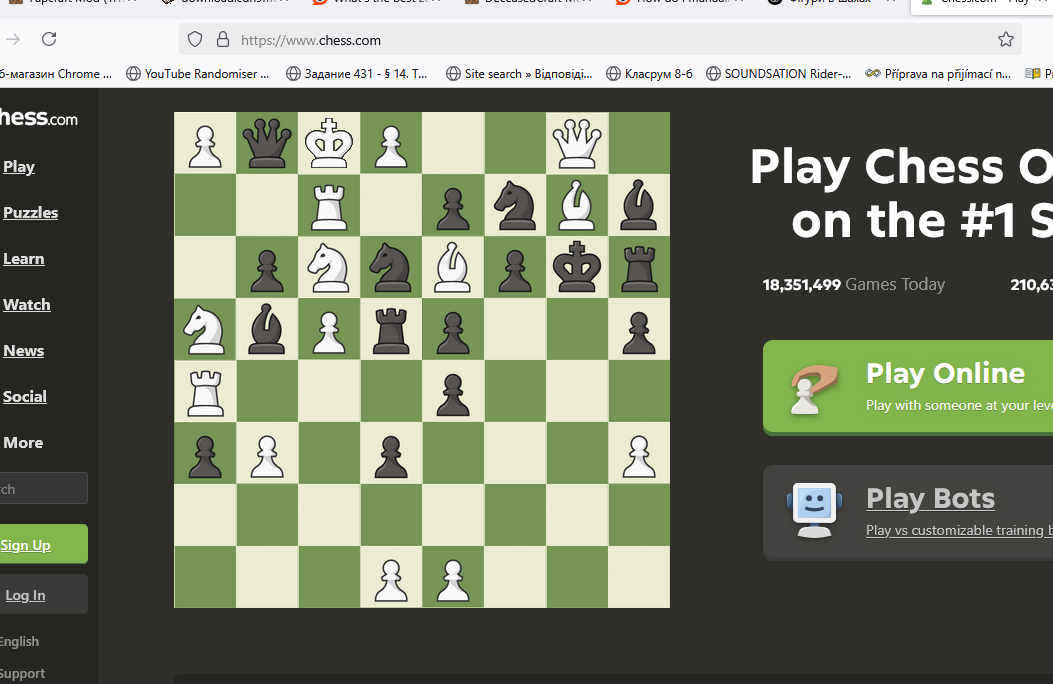 https://www.chess.com
б-магазин Chrome ... YouTube Randomiser ... Задание 431 - § 14. Т... Site search » Відповіді... Класрум 8-б SOUNDSATION Rider-... Příprava na přijímací n...
hess.com
Play
Puzzles
Learn
Watch
News
Social
More
rch
Sign Up
Log In
English
Support
Play Chess O
on the #1 S
18,351,499 Games Today 210,63
Play Online
Play with someone at your leve
Play Bots
Play vs customizable training b